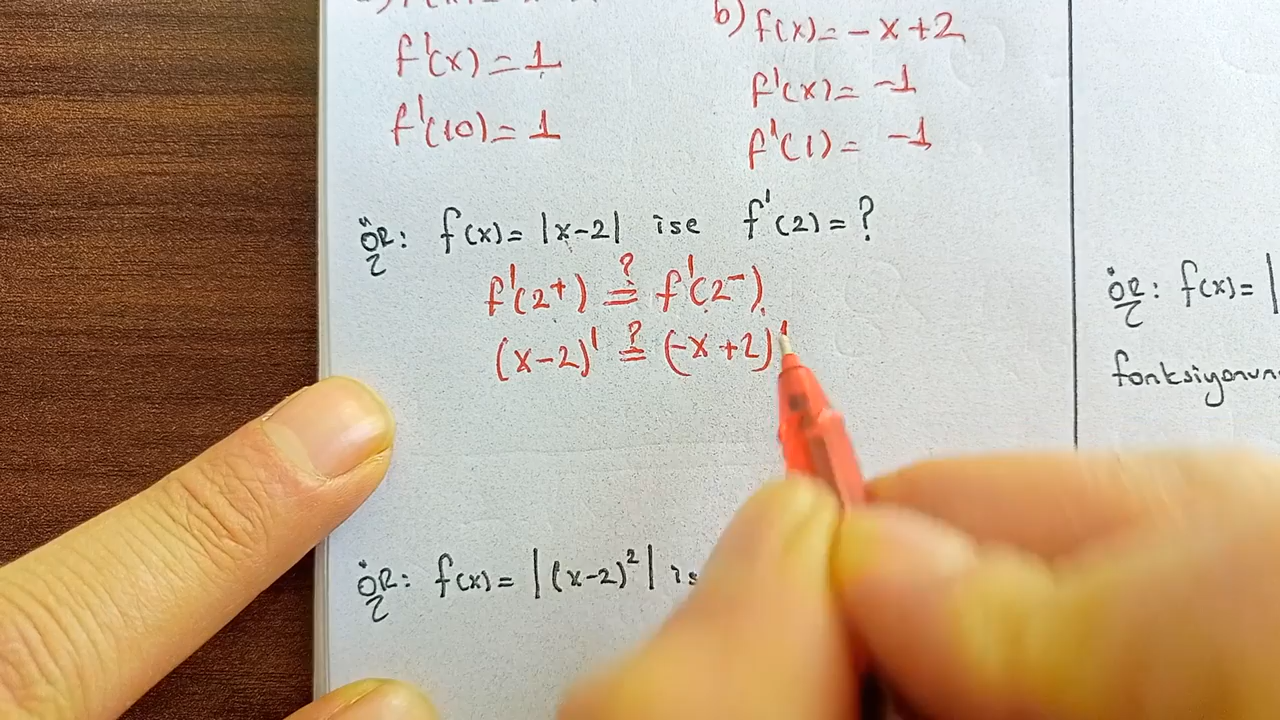 f'(x) = 1
f'(10) = 1
b) f(x) = -x+2
f'(x) = -1
f'(1) = -1
ÖR: f(x) = |x-2| ise f'(2) = ?
f'(2⁺) ≟ f'(2⁻)
(x-2)' ≟ (-x+2)'
ÖR: f(x) = |(x-2)²|
ÖR: f(x) = |
fonksiyonun